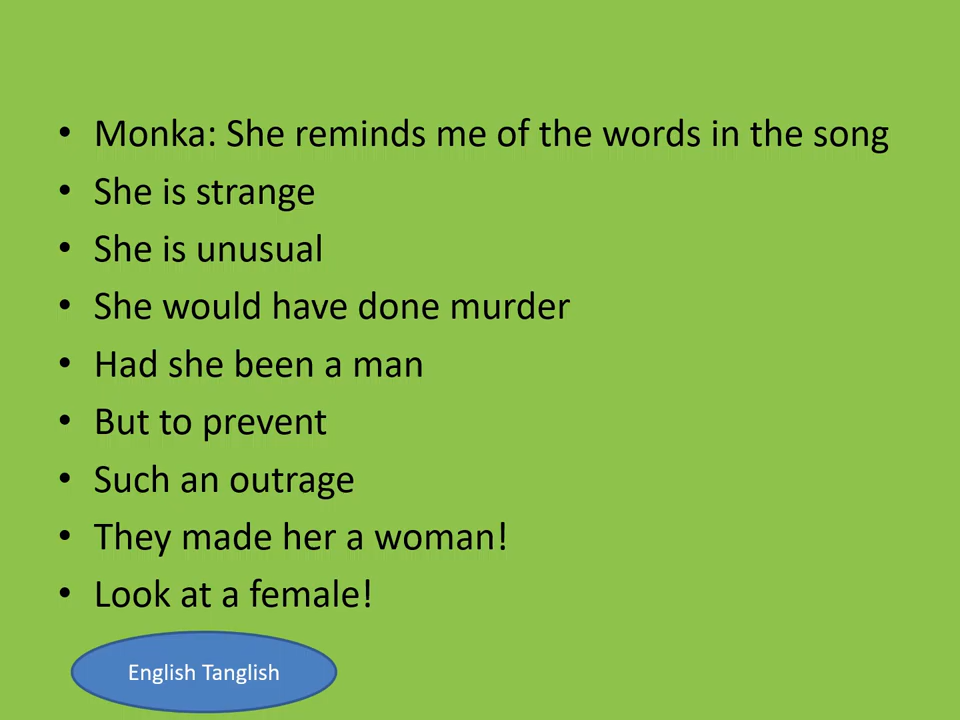 • Monka: She reminds me of the words in the song
• She is strange
• She is unusual
• She would have done murder
• Had she been a man
• But to prevent
• Such an outrage
• They made her a woman!
• Look at a female!
English Tanglish